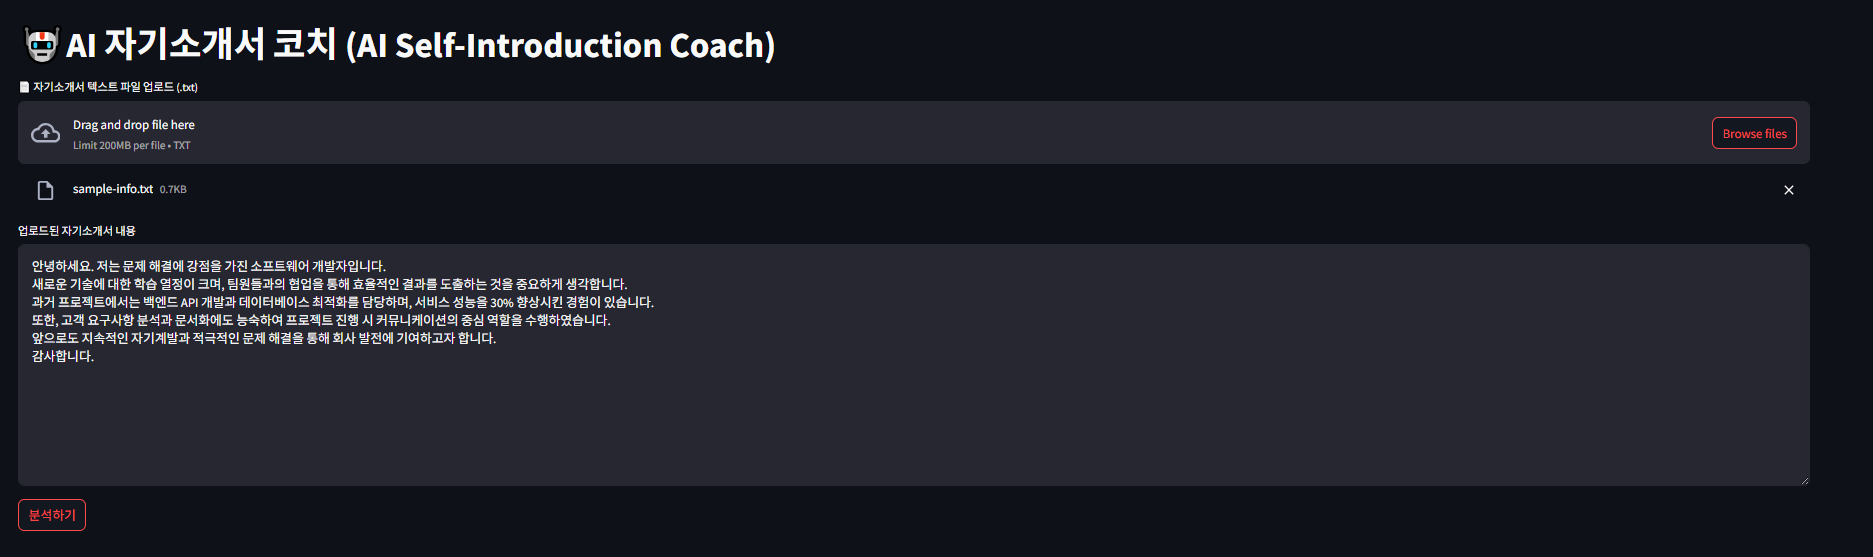 AI 자기소개서 코치 (AI Self-Introduction Coach)
자기소개서 텍스트 파일 업로드 (.txt)
Drag and drop file here
Limit 200MB per file • TXT
Browse files
sample-info.txt 0.7KB
업로드된 자기소개서 내용
안녕하세요. 저는 문제 해결에 강점을 가진 소프트웨어 개발자입니다.
새로운 기술에 대한 학습 열정이 크며, 팀원들과의 협업을 통해 효율적인 결과를 도출하는 것을 중요하게 생각합니다.
과거 프로젝트에서는 백엔드 API 개발과 데이터베이스 최적화를 담당하며, 서비스 성능을 30% 향상시킨 경험이 있습니다.
또한, 고객 요구사항 분석과 문서화에도 능숙하여 프로젝트 진행 시 커뮤니케이션의 중심 역할을 수행하였습니다.
앞으로도 지속적인 자기계발과 적극적인 문제 해결을 통해 회사 발전에 기여하고자 합니다.
감사합니다.
분석하기